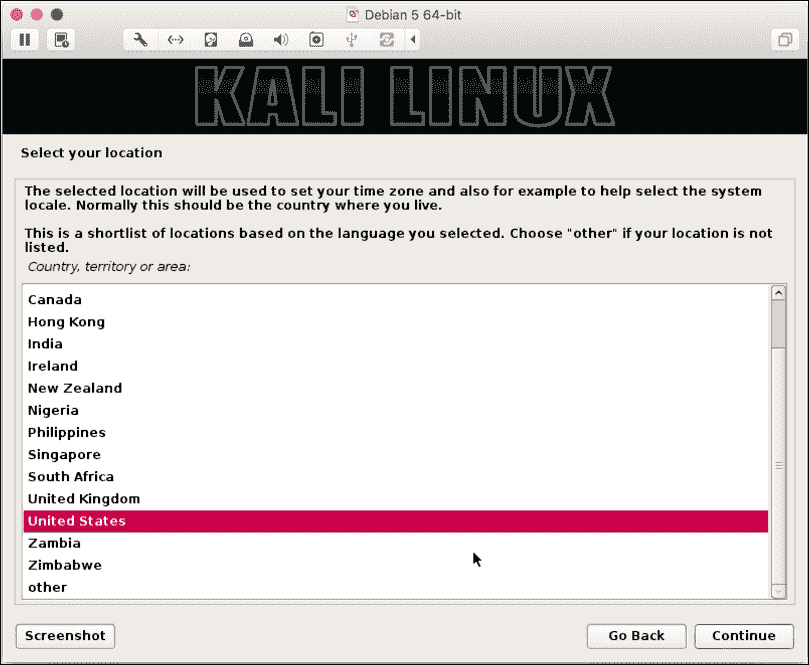 Debian 5 64-bit
KALI LINUX
Select your location
The selected location will be used to set your time zone and also for example to help select the system
locale. Normally this should be the country where you live.
This is a shortlist of locations based on the language you selected. Choose "other" if your location is not
listed.
Country, territory or area:
Canada
Hong Kong
India
Ireland
New Zealand
Nigeria
Philippines
Singapore
South Africa
United Kingdom
United States
Zambia
Zimbabwe
other
Screenshot
Go Back
Continue